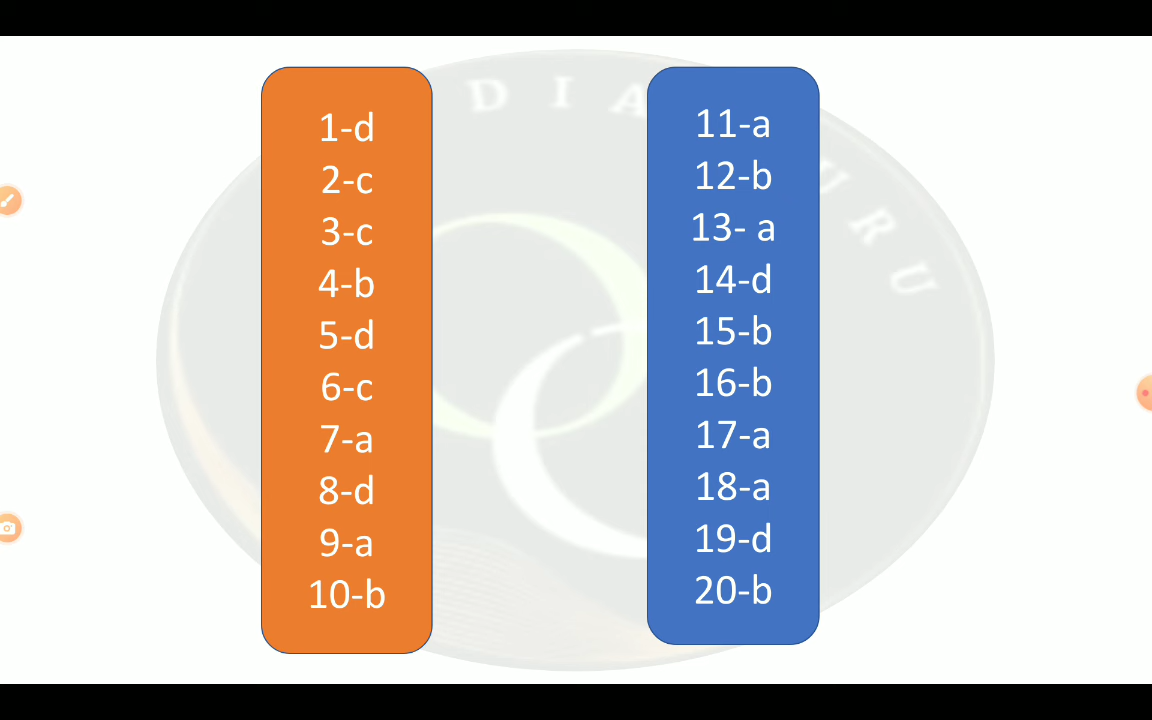 D I A
U R U
1-d
2-c
3-c
4-b
5-d
6-c
7-a
8-d
9-a
10-b
11-a
12-b
13- a
14-d
15-b
16-b
17-a
18-a
19-d
20-b